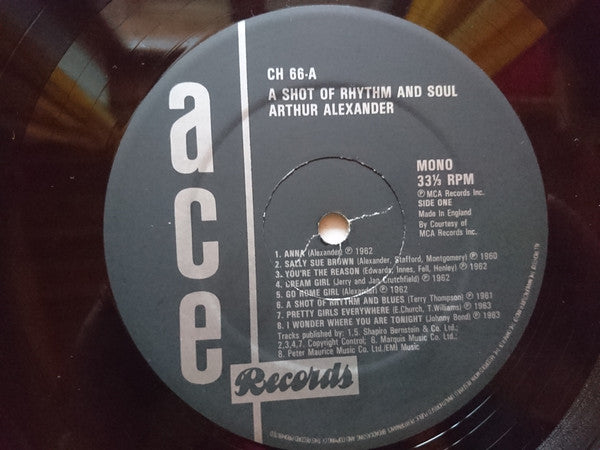 ace
Records
CH 66-A
A SHOT OF RHYTHM AND SOUL
ARTHUR ALEXANDER
MONO
33⅓ RPM
℗ MCA Records Inc.
SIDE ONE
Made in England
By Courtesy of
MCA Records Inc.
1. ANNA (Alexander) ℗ 1962
2. SALLY SUE BROWN (Alexander, Stafford, Montgomery) ℗ 1960
3. YOU'RE THE REASON (Edwards, Innes, Fell, Henley) ℗ 1962
4. CREAM GIRL (Jerry and Jan Crutchfield) ℗ 1962
5. GO HOME GIRL (Alexander) ℗ 1962
6. A SHOT OF RHYTHM AND BLUES (Terry Thompson) ℗ 1961
7. PRETTY GIRLS EVERYWHERE (E.Church, T.Williams) ℗ 1963
8. I WONDER WHERE YOU ARE TONIGHT (Johnny Bond) ℗ 1963
Tracks published by: 1.5. Shapiro Bernstein & Co. Ltd.;
2,3,4,7. Copyright Control; 6. Marquis Music Co. Ltd.;
8. Peter Maurice Music Co. Ltd./EMI Music